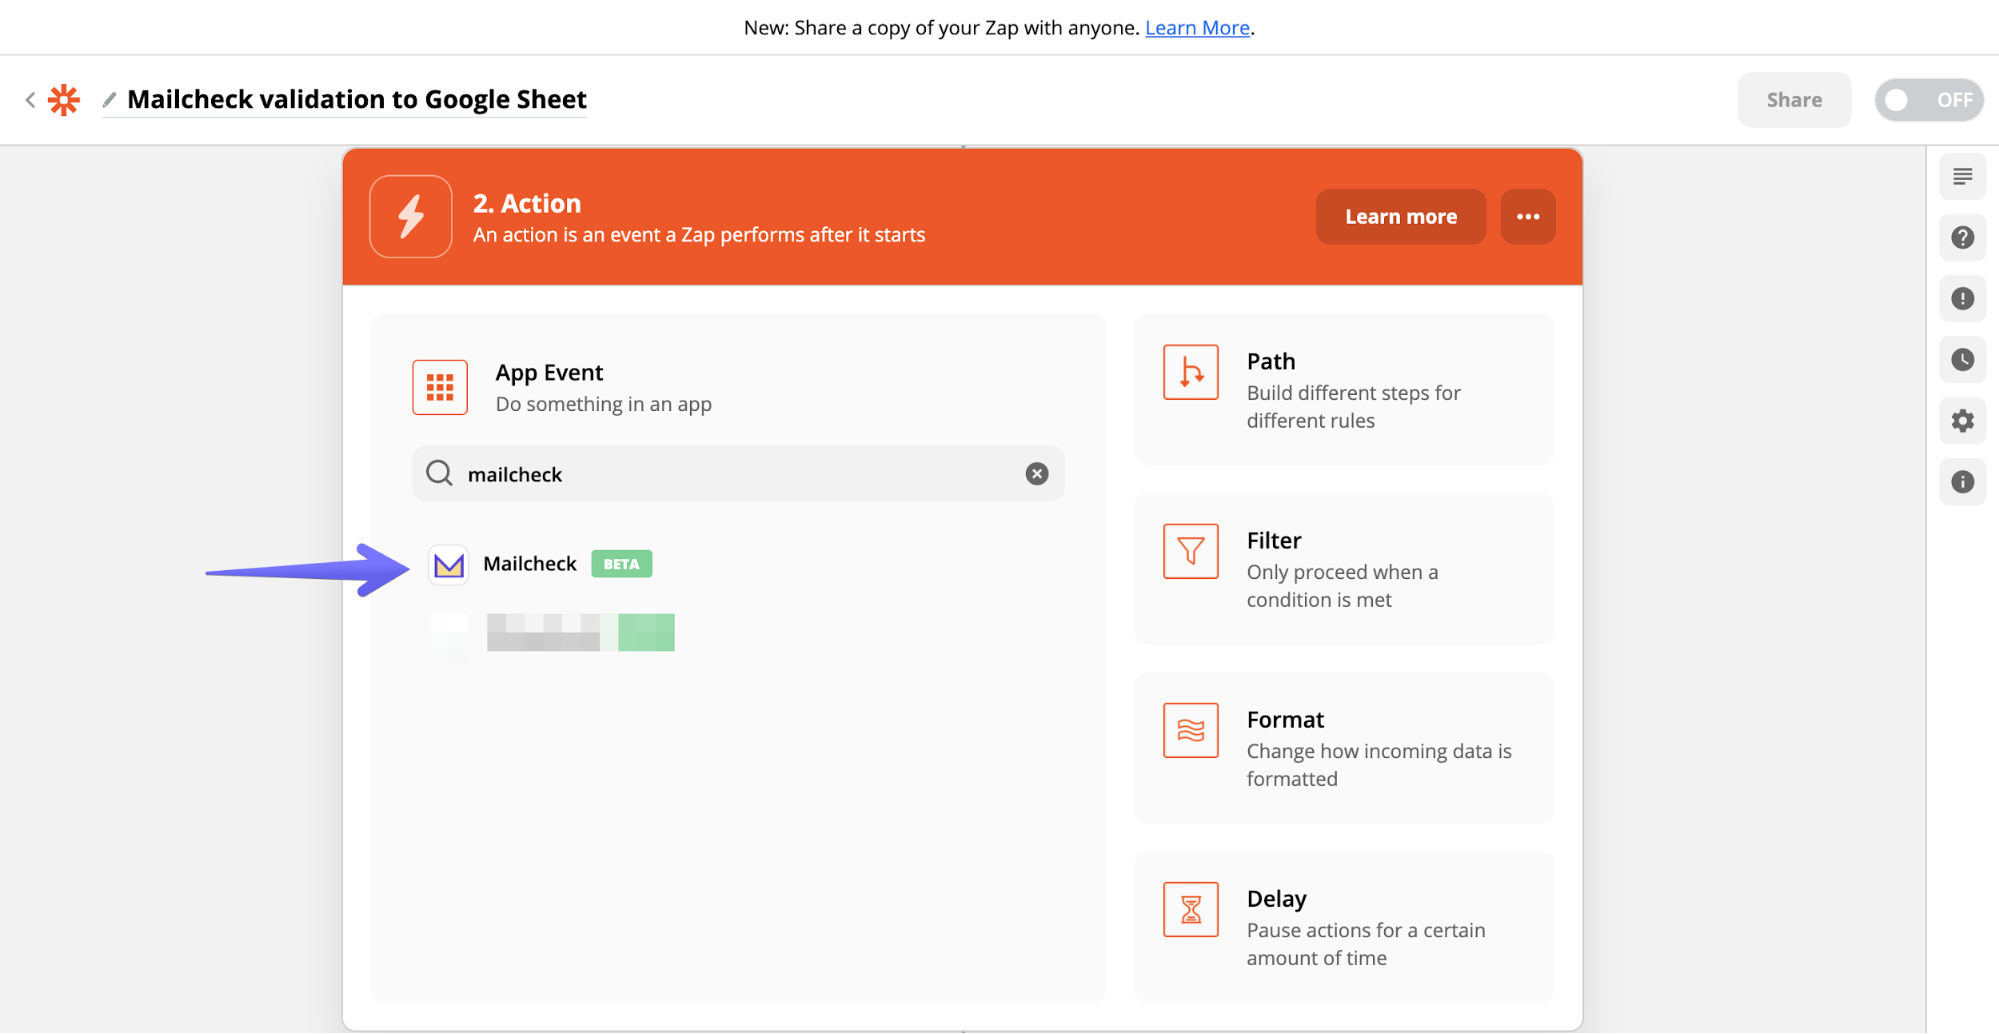 New: Share a copy of your Zap with anyone. Learn More.
Mailcheck validation to Google Sheet
Share
OFF
2. Action
An action is an event a Zap performs after it starts
Learn more
App Event
Do something in an app
mailcheck
Mailcheck BETA
Path
Build different steps for
different rules
Filter
Only proceed when a
condition is met
Format
Change how incoming data is
formatted
Delay
Pause actions for a certain
amount of time